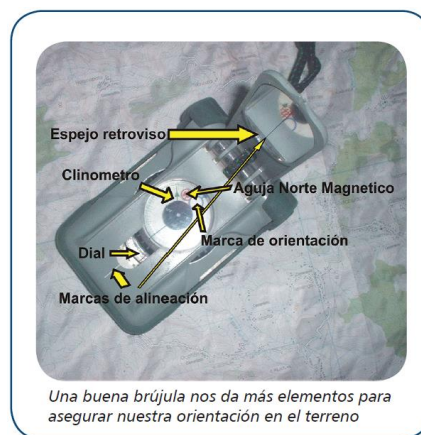 Espejo retroviso
Clinometro
Aguja Norte Magnetico
Marca de orientación
Dial
Marcas de alineación
Una buena brújula nos da más elementos para
asegurar nuestra orientación en el terreno